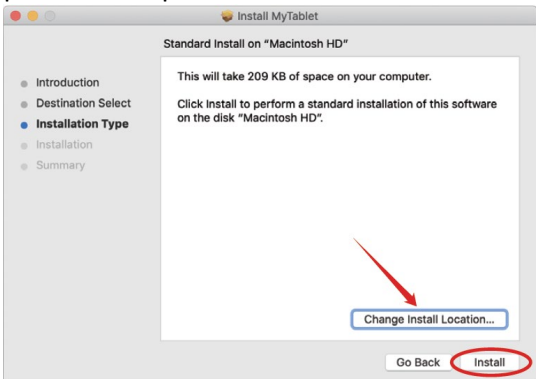 Install MyTablet
Standard Install on “Macintosh HD”
Introduction
Destination Select
Installation Type
Installation
Summary
This will take 209 KB of space on your computer.
Click Install to perform a standard installation of this software
on the disk “Macintosh HD”.
Change Install Location...
Go Back
Install